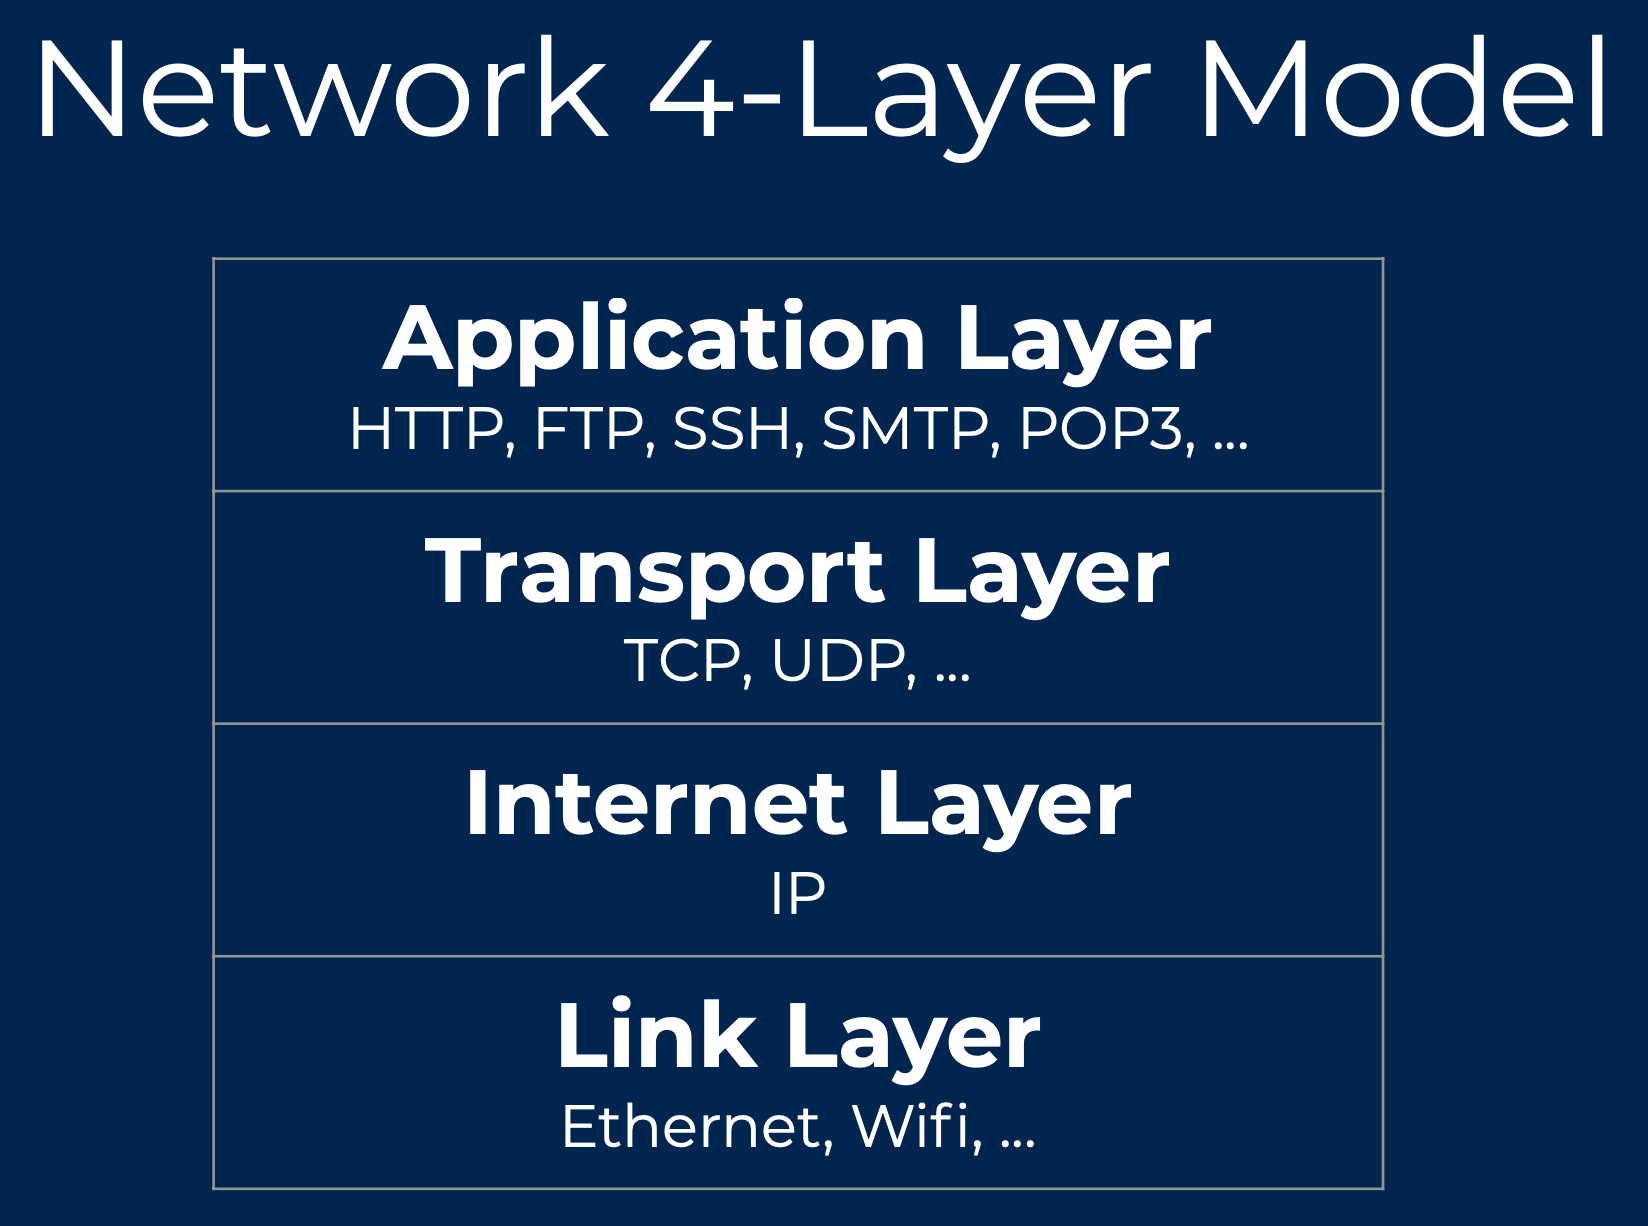 Network 4-Layer Model
Application Layer
HTTP, FTP, SSH, SMTP, POP3, ...
Transport Layer
TCP, UDP, ...
Internet Layer
IP
Link Layer
Ethernet, Wifi, ...